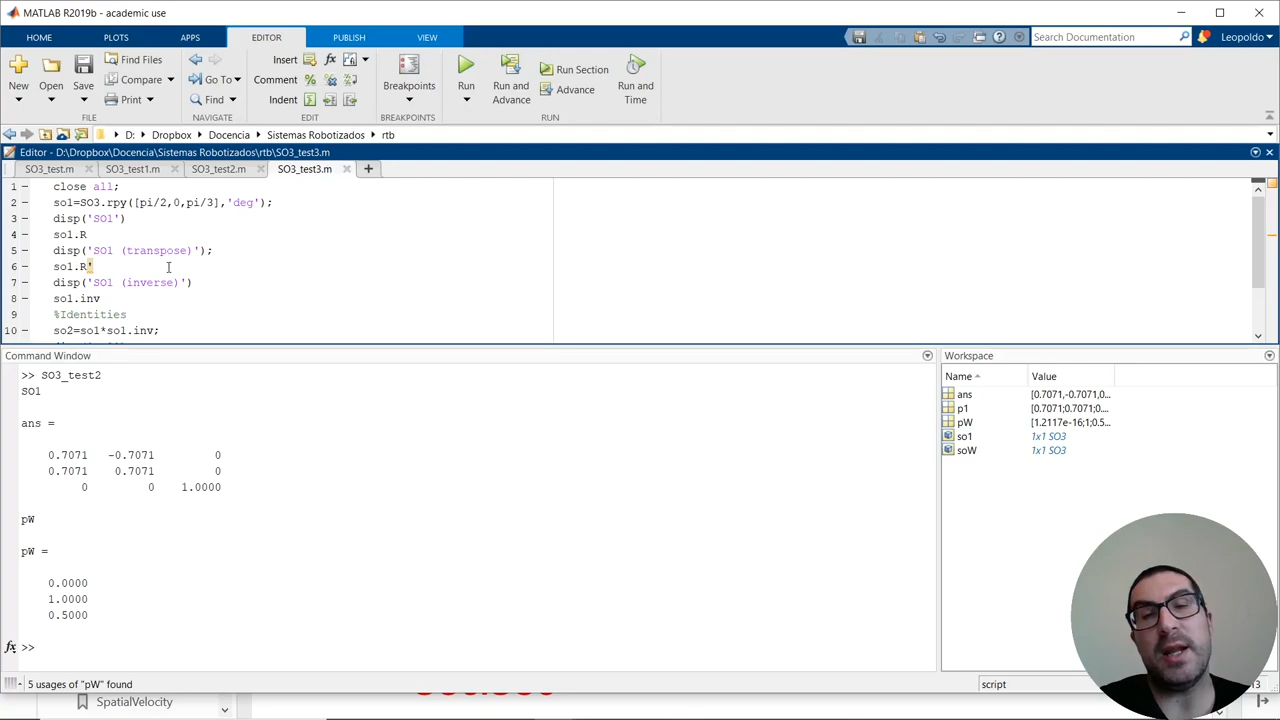 MATLAB R2019b - academic use
HOME PLOTS APPS EDITOR PUBLISH VIEW Search Documentation Leopoldo
Find Files Insert Run Section
Compare Go To Comment Advance
New Open Save Print Find Indent Breakpoints Run Run and Advance Run and Time
FILE NAVIGATE EDIT BREAKPOINTS RUN
D: Dropbox Docencia Sistemas Robotizados rtb
Editor - D:\Dropbox\Docencia\Sistemas Robotizados\rtb\SO3_test3.m
SO3_test.m SO3_test1.m SO3_test2.m SO3_test3.m
1 close all;
2 so1=SO3.rpy([pi/2,0,pi/3],'deg');
3 disp('SO1')
4 so1.R
5 disp('SO1 (transpose)');
6 so1.R'
7 disp('SO1 (inverse)')
8 so1.inv
9 %Identities
10 so2=so1*so1.inv;
Command Window
>> SO3_test2
SO1
ans =
0.7071 -0.7071 0
0.7071 0.7071 0
0 0 1.0000
pW
pW =
0.0000
1.0000
0.5000
fx >>
Workspace
Name Value
ans [0.7071,-0.7071,0...
p1 [0.7071;0.7071;0....
pW [1.2117e-16;1;0.5...
so1 1x1 SO3
soW 1x1 SO3
5 usages of "pW" found script 13
SpatialVelocity